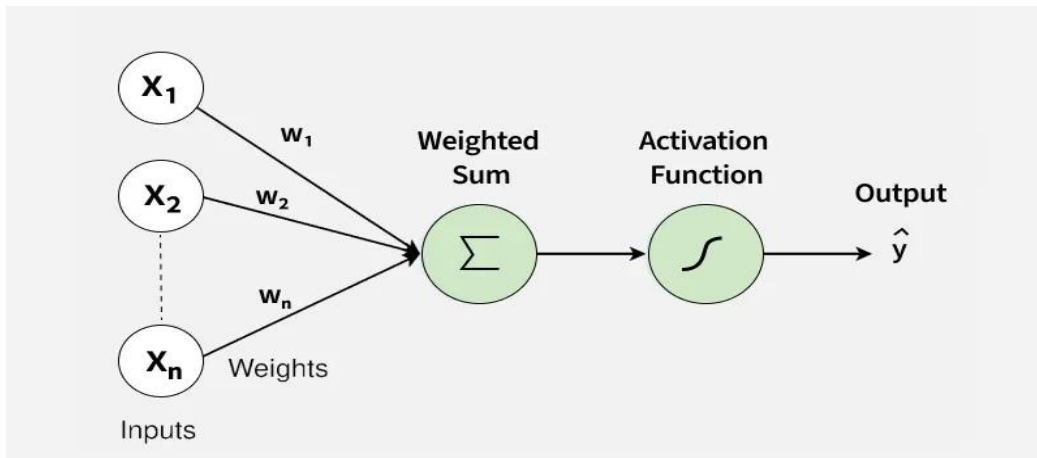 X₁
w₁
Weighted
Sum
Activation
Function
X₂
w₂
Output
Σ
∫
ŷ
wₙ
Xₙ
Weights
Inputs